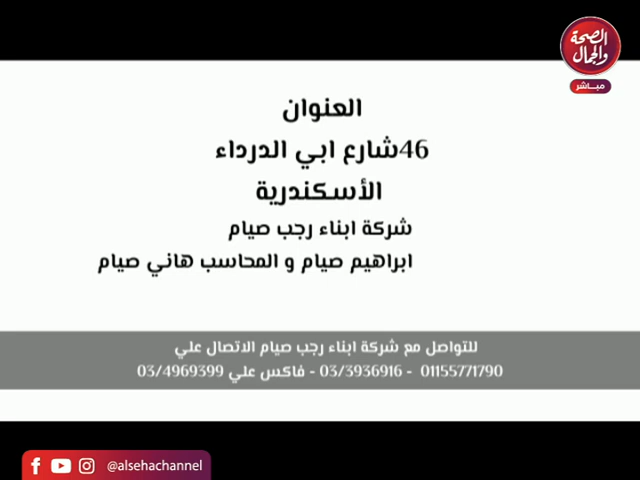 الصحة
والجمال
مباشر
العنوان
46شارع ابي الدرداء
الأسكندرية
شركة ابناء رجب صيام
ابراهيم صيام و المحاسب هاني صيام
للتواصل مع شركة ابناء رجب صيام الاتصال علي
01155771790 - 03/3936916 - فاكس علي 03/4969399
@alsehachannel